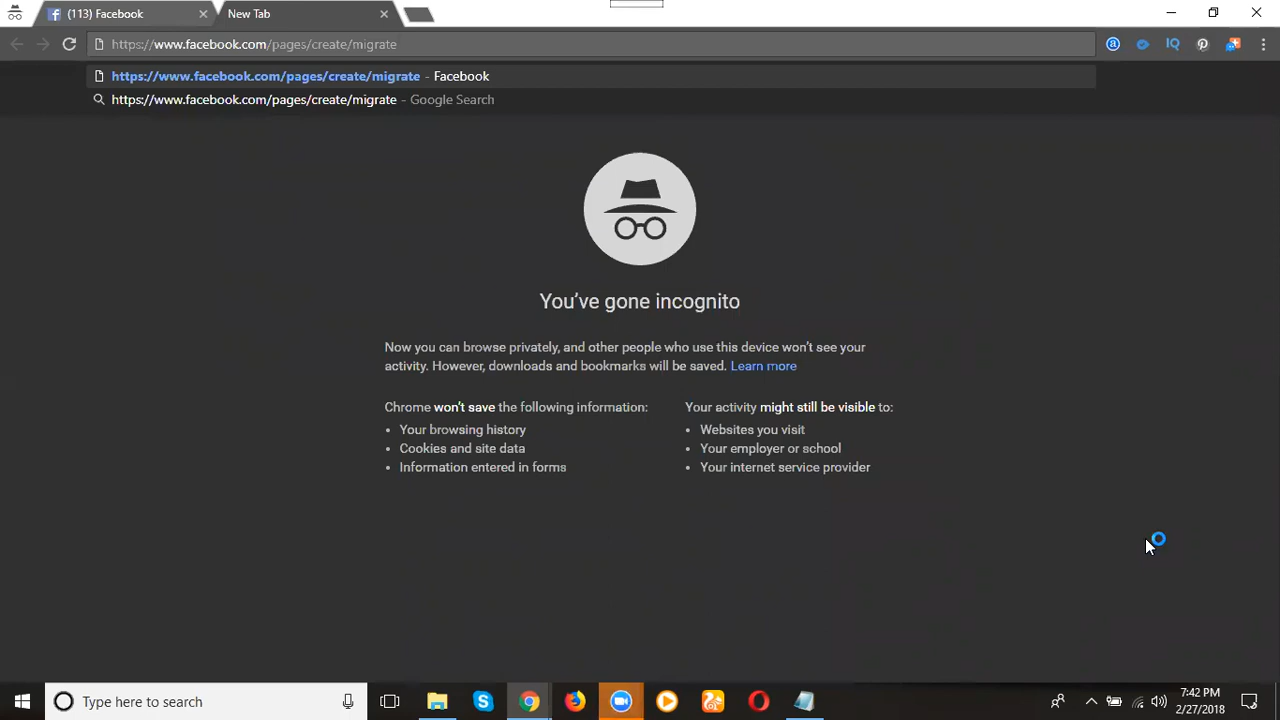 (113) Facebook
New Tab
https://www.facebook.com/pages/create/migrate
https://www.facebook.com/pages/create/migrate - Facebook
https://www.facebook.com/pages/create/migrate - Google Search
You've gone incognito
Now you can browse privately, and other people who use this device won't see your
activity. However, downloads and bookmarks will be saved. Learn more
Chrome won't save the following information:
• Your browsing history
• Cookies and site data
• Information entered in forms
Your activity might still be visible to:
• Websites you visit
• Your employer or school
• Your internet service provider
Type here to search
7:42 PM
2/27/2018